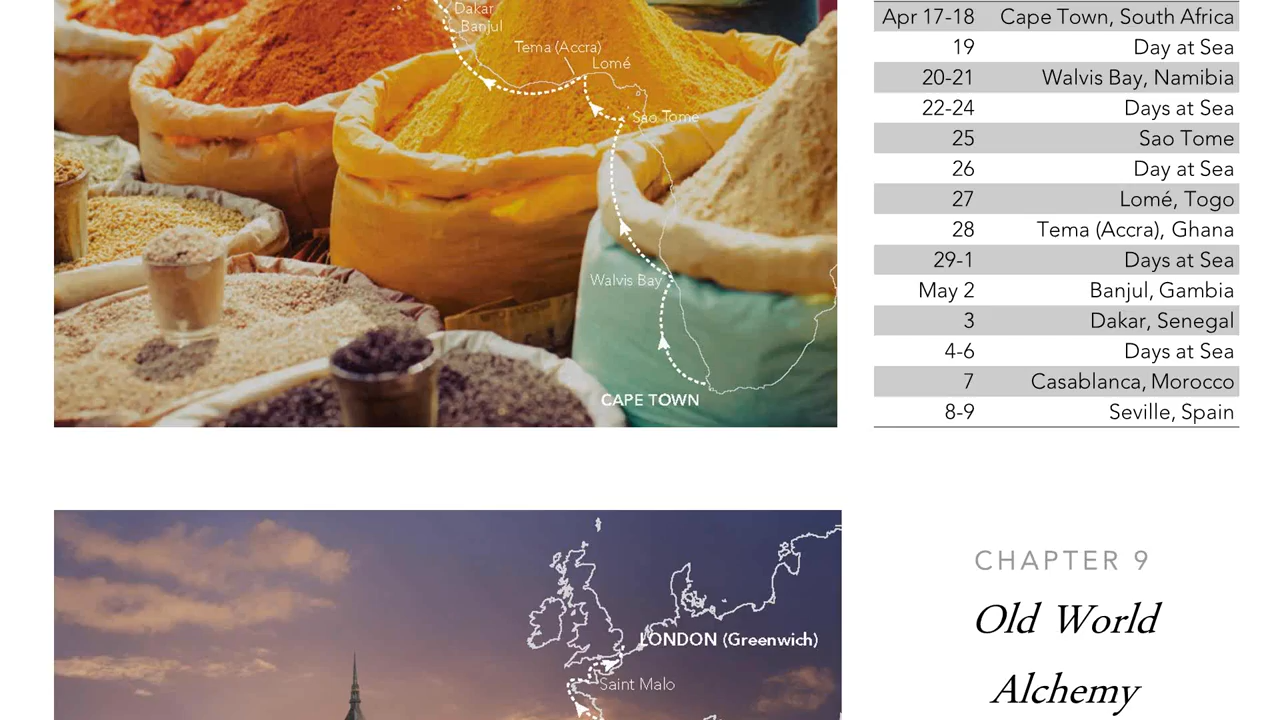 Dakar
Banjul
Tema (Accra)
Lomé
Sao Tome
Walvis Bay
CAPE TOWN
Apr 17-18 Cape Town, South Africa
19 Day at Sea
20-21 Walvis Bay, Namibia
22-24 Days at Sea
25 Sao Tome
26 Day at Sea
27 Lomé, Togo
28 Tema (Accra), Ghana
29-1 Days at Sea
May 2 Banjul, Gambia
3 Dakar, Senegal
4-6 Days at Sea
7 Casablanca, Morocco
8-9 Seville, Spain
LONDON (Greenwich)
Saint Malo
CHAPTER 9
Old World
Alchemy